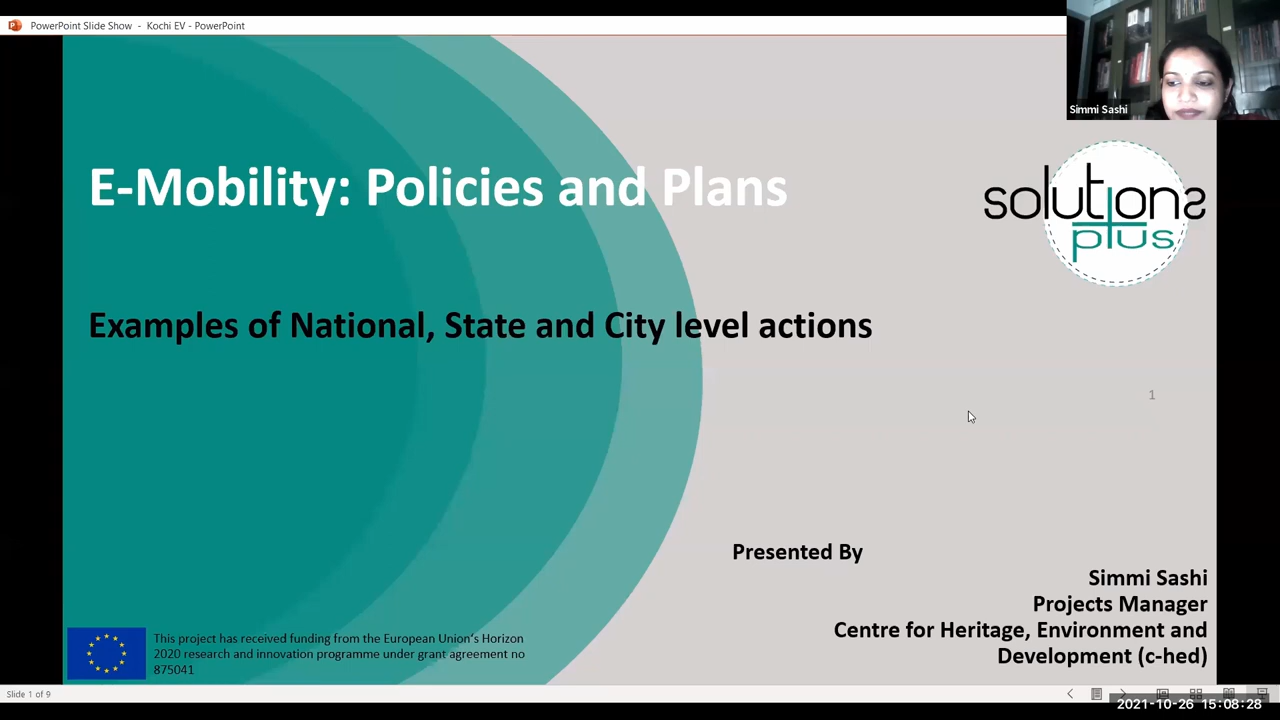 PowerPoint Slide Show - Kochi EV - PowerPoint
Simmi Sashi
E-Mobility: Policies and Plans
solutions
plus
Examples of National, State and City level actions
1
Presented By
Simmi Sashi
Projects Manager
Centre for Heritage, Environment and
Development (c-hed)
This project has received funding from the European Union's Horizon
2020 research and innovation programme under grant agreement no
875041
Slide 1 of 9
2021-10-26 15:08:28